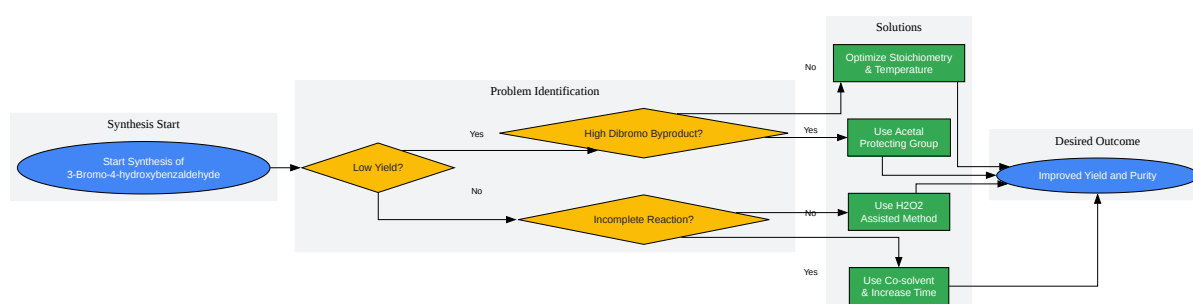 Synthesis Start
Start Synthesis of
3-Bromo-4-hydroxybenzaldehyde
Problem Identification
Low Yield?
Yes
No
High Dibromo Byproduct?
Incomplete Reaction?
No
Yes
No
Yes
Solutions
Optimize Stoichiometry
& Temperature
Use Acetal
Protecting Group
Use H2O2
Assisted Method
Use Co-solvent
& Increase Time
Desired Outcome
Improved Yield and Purity